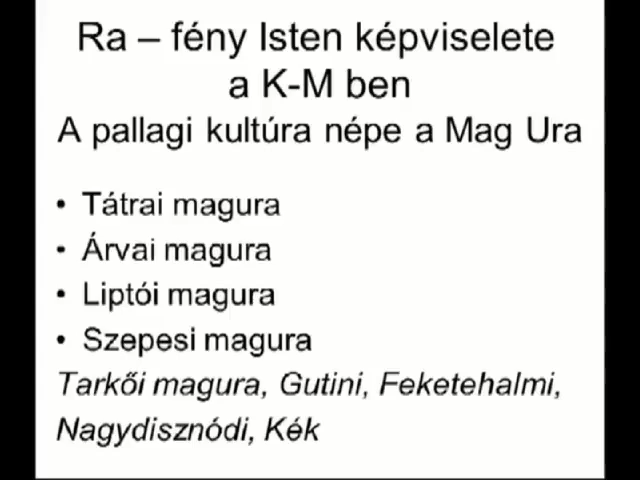 Ra – fény Isten képviselete
a K-M ben
A pallagi kultúra népe a Mag Ura
• Tátrai magura
• Árvai magura
• Liptói magura
• Szepesi magura
Tarkői magura, Gutini, Feketehalmi,
Nagydisznódi, Kék